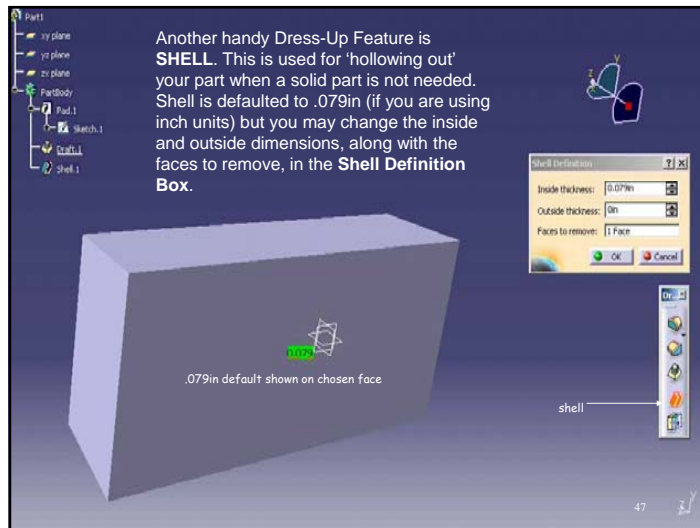 Part1
xy plane
yz plane
zx plane
PartBody
Pad.1
Sketch.1
Draft.1
Shell.1
Another handy Dress-Up Feature is
SHELL. This is used for ‘hollowing out’
your part when a solid part is not needed.
Shell is defaulted to .079in (if you are using
inch units) but you may change the inside
and outside dimensions, along with the
faces to remove, in the Shell Definition
Box.
z
y
Shell Definition
Inside thickness: 0.079in
Outside thickness: 0in
Faces to remove: 1 Face
OK Cancel
Dr...
0.079
.079in default shown on chosen face
shell
47